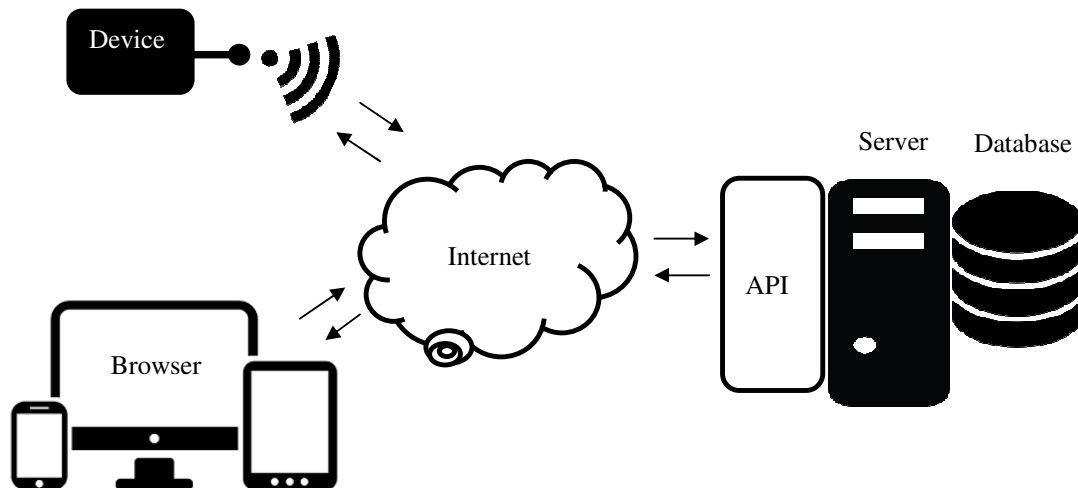 Device
Server
Database
Internet
API
Browser